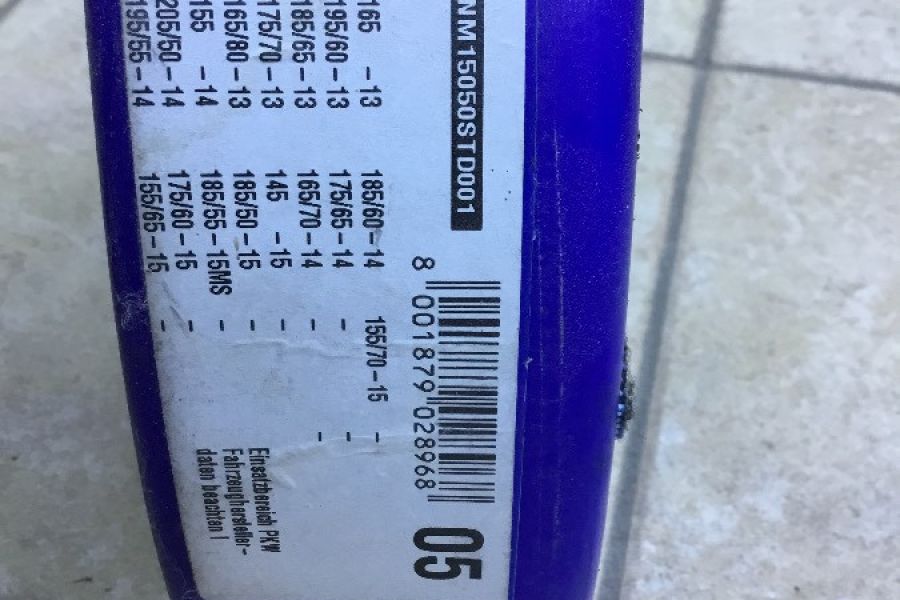 NM15050STD001
8 001879 028968
05
165 -13 185/60-14 155/70-15 -
195/60-13 175/65-14 - -
185/65-13 165/70-14 - -
175/70-13 145 -15 -
165/80-13 185/50-15 -
155 -14 185/55-15MS -
205/50-14 175/60-15 -
195/55-14 155/65-15 -
Einsatzbereich PKW
Fahrzeughersteller-
daten beachten!